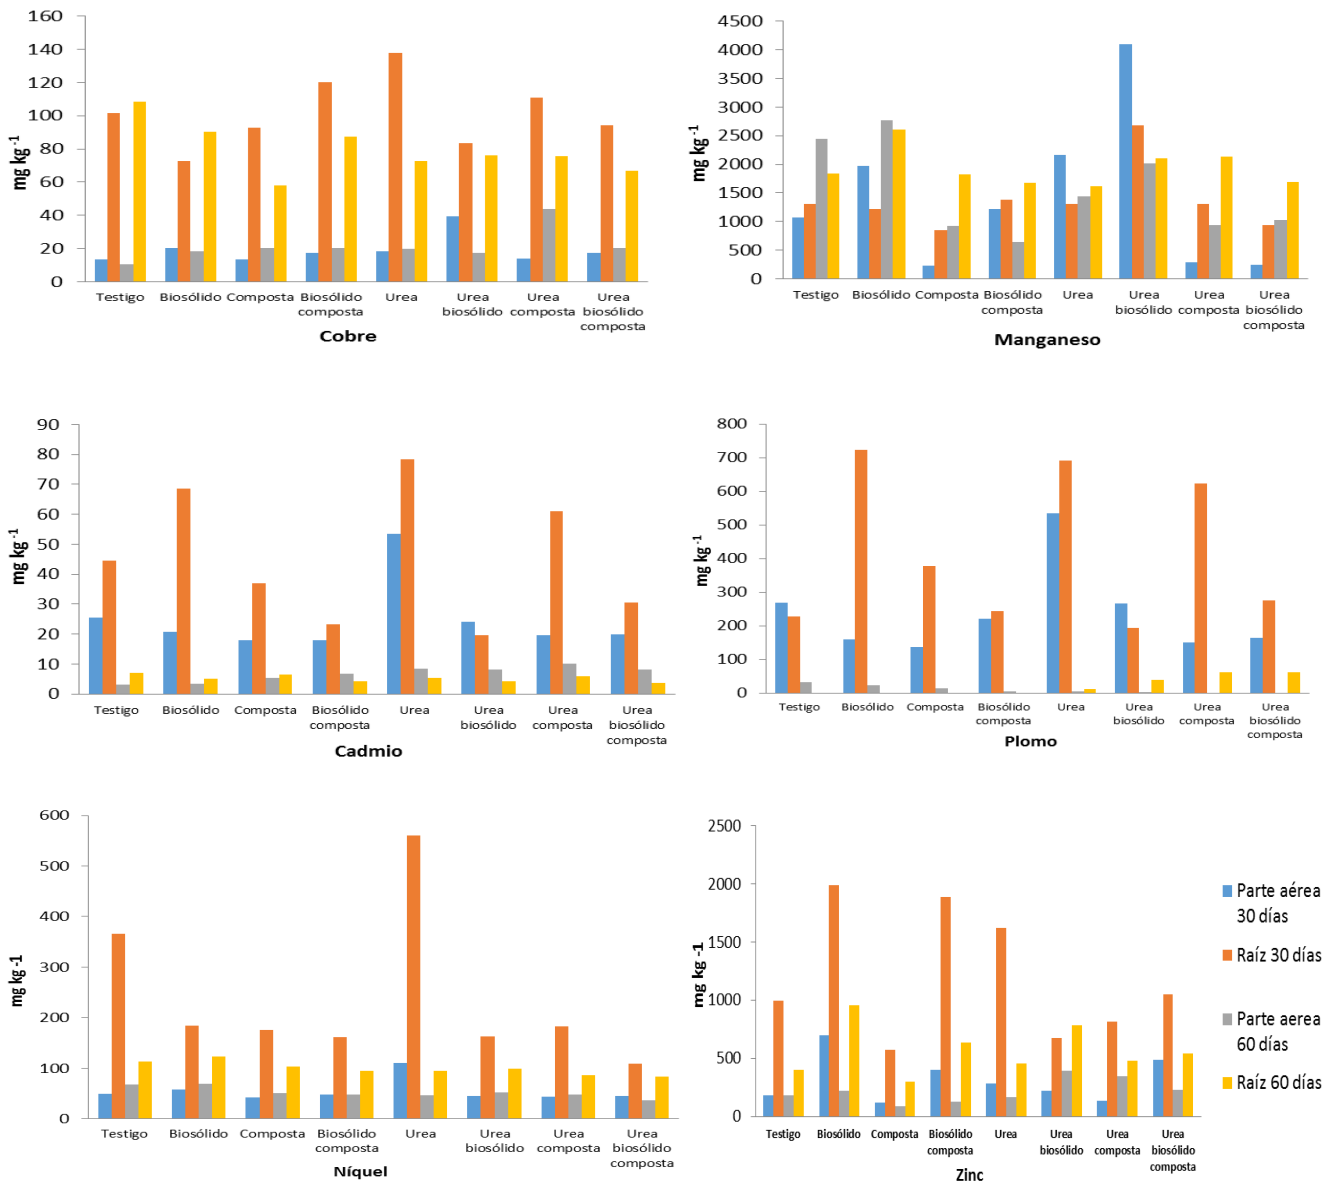 160
140
120
100
80
60
40
20
0
mg kg -1
Testigo
Biosólido
Composta
Biosólido
composta
Urea
Urea
biosólido
Urea
composta
Urea
biosólido
composta
Cobre
4500
4000
3500
3000
2500
2000
1500
1000
500
0
mg kg -1
Testigo
Biosólido
Composta
Biosólido
composta
Urea
Urea
biosólido
Urea
composta
Urea
biosólido
composta
Manganeso
90
80
70
60
50
40
30
20
10
0
mg kg -1
Testigo
Biosólido
Composta
Biosólido
composta
Urea
Urea
biosólido
Urea
composta
Urea
biosólido
composta
Cadmio
800
700
600
500
400
300
200
100
0
mg kg -1
Testigo
Biosólido
Composta
Biosólido
composta
Urea
Urea
biosólido
Urea
composta
Urea
biosólido
composta
Plomo
600
500
400
300
200
100
0
mg kg -1
Testigo
Biosólido
Composta
Biosólido
composta
Urea
Urea
biosólido
Urea
composta
Urea
biosólido
composta
Níquel
2500
2000
1500
1000
500
0
mg kg -1
Testigo
Biosólido
Composta
Biosólido
composta
Urea
Urea
biosólido
Urea
composta
Urea
biosólido
composta
Zinc
Parte aérea
30 días
Raíz 30 días
Parte aerea
60 días
Raíz 60 días